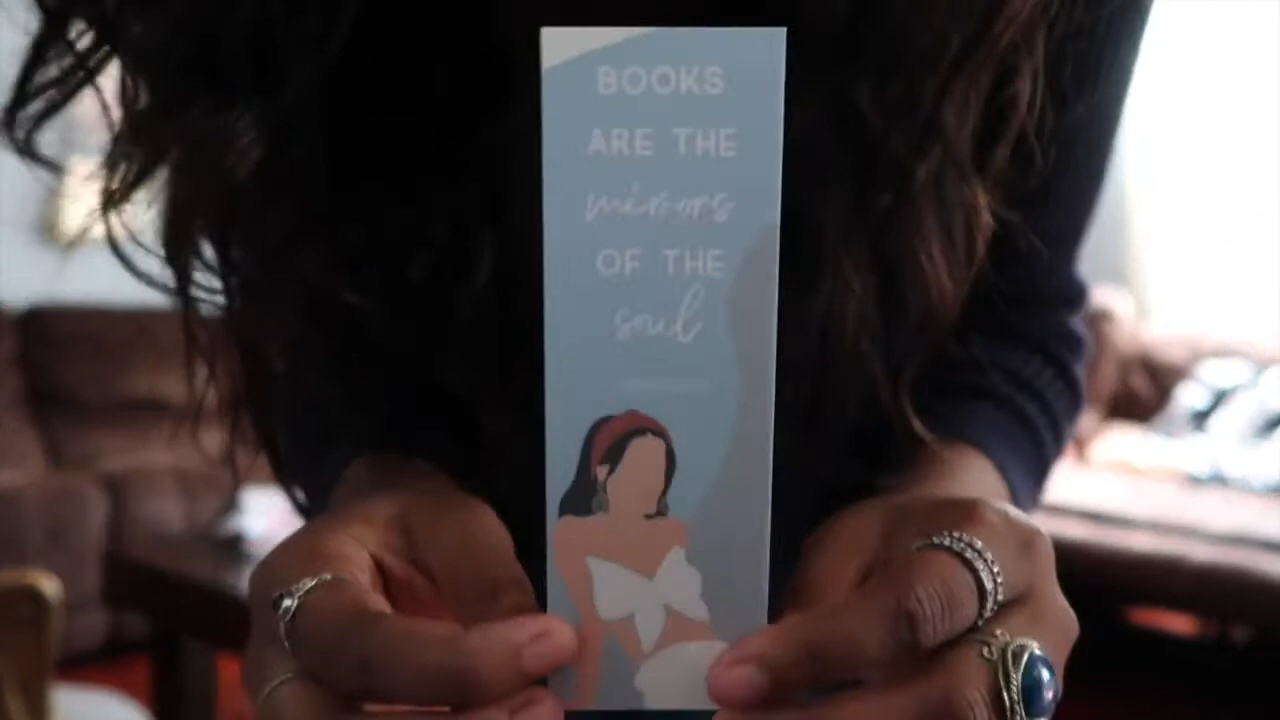 BOOKS
ARE THE
mirrors
OF THE
soul